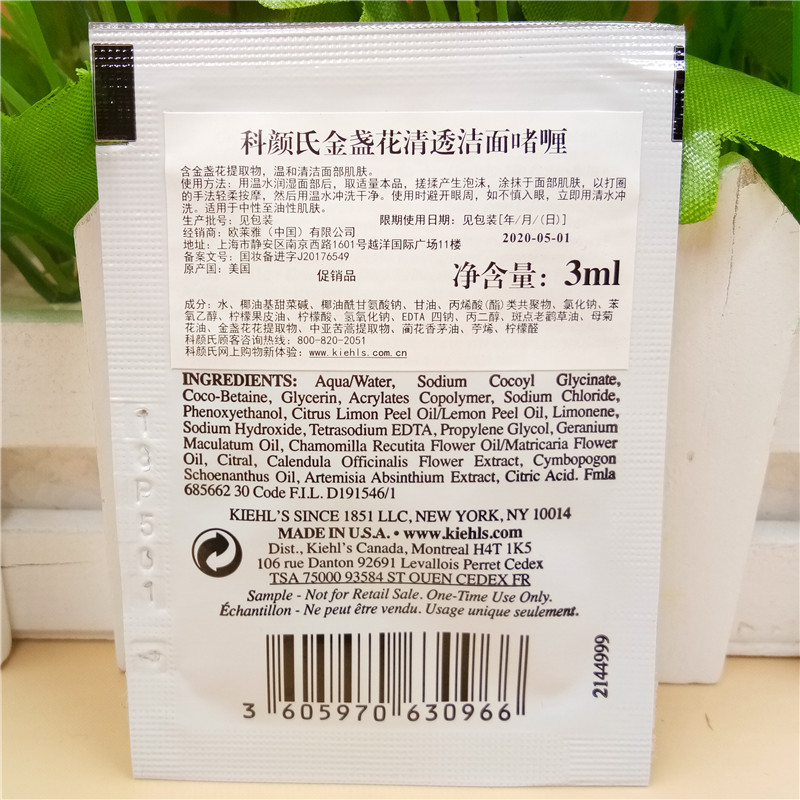 科颜氏金盏花清透洁面啫喱
含金盏花提取物，温和清洁面部肌肤。
使用方法：用温水润湿面部后，取适量本品，搓揉产生泡沫，涂抹于面部肌肤，以打圈
的手法轻柔按摩，然后用温水冲洗干净。使用时避开眼周，如不慎入眼，立即用清水冲
洗。适用于中性至油性肌肤。
生产批号：见包装 限期使用日期：见包装[年/月/(日)]
经销商：欧莱雅（中国）有限公司 2020-05-01
地址：上海市静安区南京西路1601号越洋国际广场11楼
备案文号：国妆备进字J20176549
原产国：美国 促销品 净含量：3ml
成分：水、椰油基甜菜碱、椰油酰甘氨酸钠、甘油、丙烯酸(酯)类共聚物、氯化钠、苯
氧乙醇、柠檬果皮油、柠檬酸、氢氧化钠、EDTA 四钠、丙二醇、斑点老鹳草油、母菊
花油、金盏花花提取物、中亚苦蒿提取物、蔺花香茅油、苧烯、柠檬醛
科颜氏顾客咨询热线：800-820-2051
科颜氏网上购物新体验：www.kiehls.com.cn
INGREDIENTS: Aqua/Water, Sodium Cocoyl Glycinate,
Coco-Betaine, Glycerin, Acrylates Copolymer, Sodium Chloride,
Phenoxyethanol, Citrus Limon Peel Oil/Lemon Peel Oil, Limonene,
Sodium Hydroxide, Tetrasodium EDTA, Propylene Glycol, Geranium
Maculatum Oil, Chamomilla Recutita Flower Oil/Matricaria Flower
Oil, Citral, Calendula Officinalis Flower Extract, Cymbopogon
Schoenanthus Oil, Artemisia Absinthium Extract, Citric Acid. Fmla
685662 30 Code F.I.L. D191546/1
KIEHL'S SINCE 1851 LLC, NEW YORK, NY 10014
MADE IN U.S.A. • www.kiehls.com
Dist., Kiehl's Canada, Montreal H4T 1K5
106 rue Danton 92691 Levallois Perret Cedex
TSA 75000 93584 ST OUEN CEDEX FR
Sample - Not for Retail Sale. One-Time Use Only.
Échantillon - Ne peut être vendu. Usage unique seulement.
3 605970 630966
2144999